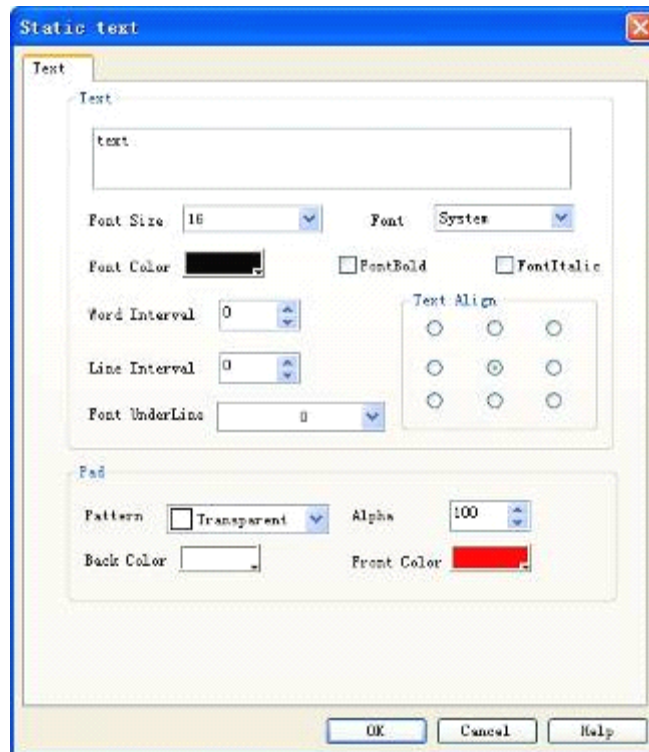 Static text
Text
Text
text
Font Size 16 Font System
Font Color FontBold FontItalic
Word Interval 0 Text Align
Line Interval 0
Font UnderLine 0
Pad
Pattern Transparent Alpha 100
Back Color Front Color
OK Cancel Help